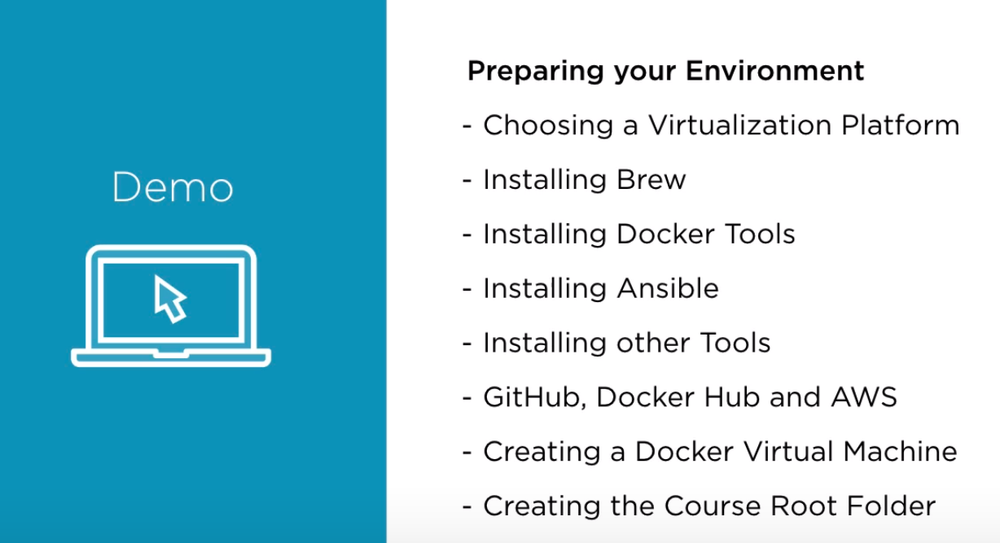 Demo
Preparing your Environment
- Choosing a Virtualization Platform
- Installing Brew
- Installing Docker Tools
- Installing Ansible
- Installing other Tools
- GitHub, Docker Hub and AWS
- Creating a Docker Virtual Machine
- Creating the Course Root Folder